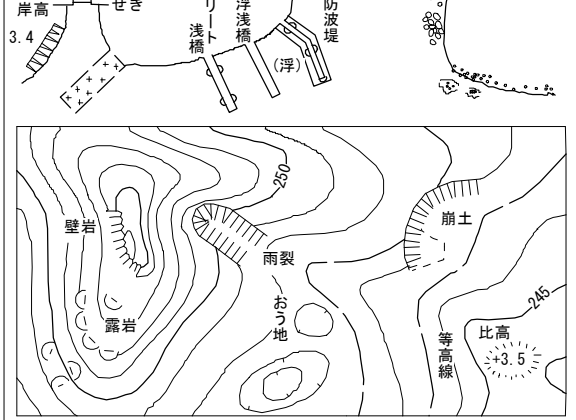 岸高
せき
3.4
リート
浅橋
浮浅橋
(浮)
防波堤
250
壁岩
雨裂
崩土
露岩
おう地
等高線
比高
+3.5
245